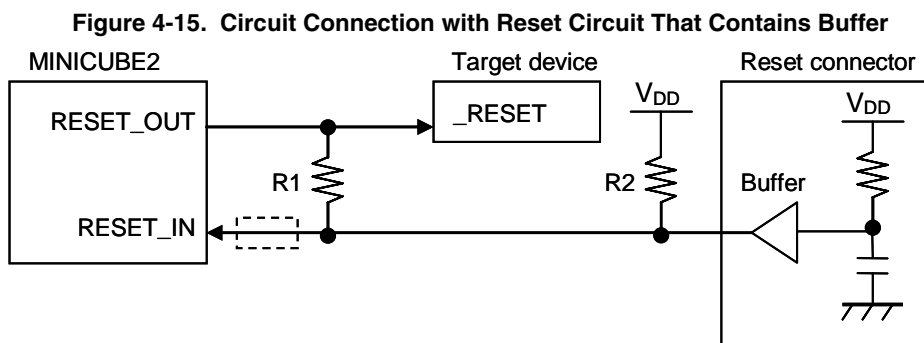 Figure 4-15. Circuit Connection with Reset Circuit That Contains Buffer
MINICUBE2
Target device
Reset connector
RESET_OUT
_RESET
VDD
VDD
R1
R2
Buffer
RESET_IN